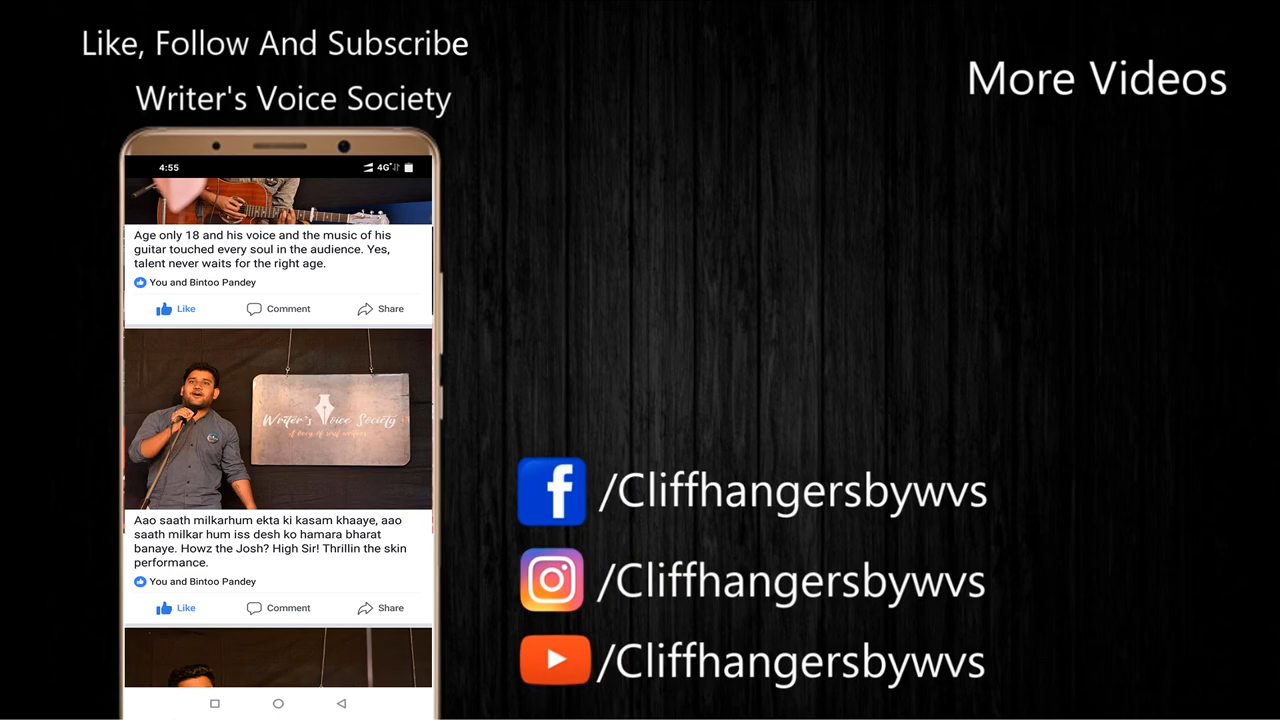 Like, Follow And Subscribe
Writer's Voice Society
More Videos
4:55
4G+
Age only 18 and his voice and the music of his
guitar touched every soul in the audience. Yes,
talent never waits for the right age.
You and Bintoo Pandey
Like Comment Share
Writer's Voice Society
Aao saath milkarhum ekta ki kasam khaaye, aao
saath milkar hum iss desh ko hamara bharat
banaye. Howz the Josh? High Sir! Thrillin the skin
performance.
You and Bintoo Pandey
Like Comment Share
/Cliffhangersbywvs
/Cliffhangersbywvs
/Cliffhangersbywvs